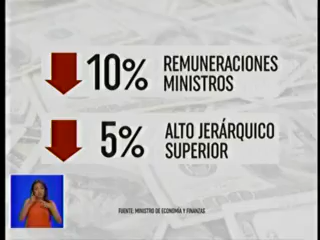 10% REMUNERACIONES
MINISTROS
5% ALTO JERÁRQUICO
SUPERIOR
FUENTE: MINISTRO DE ECONOMÍA Y FINANZAS